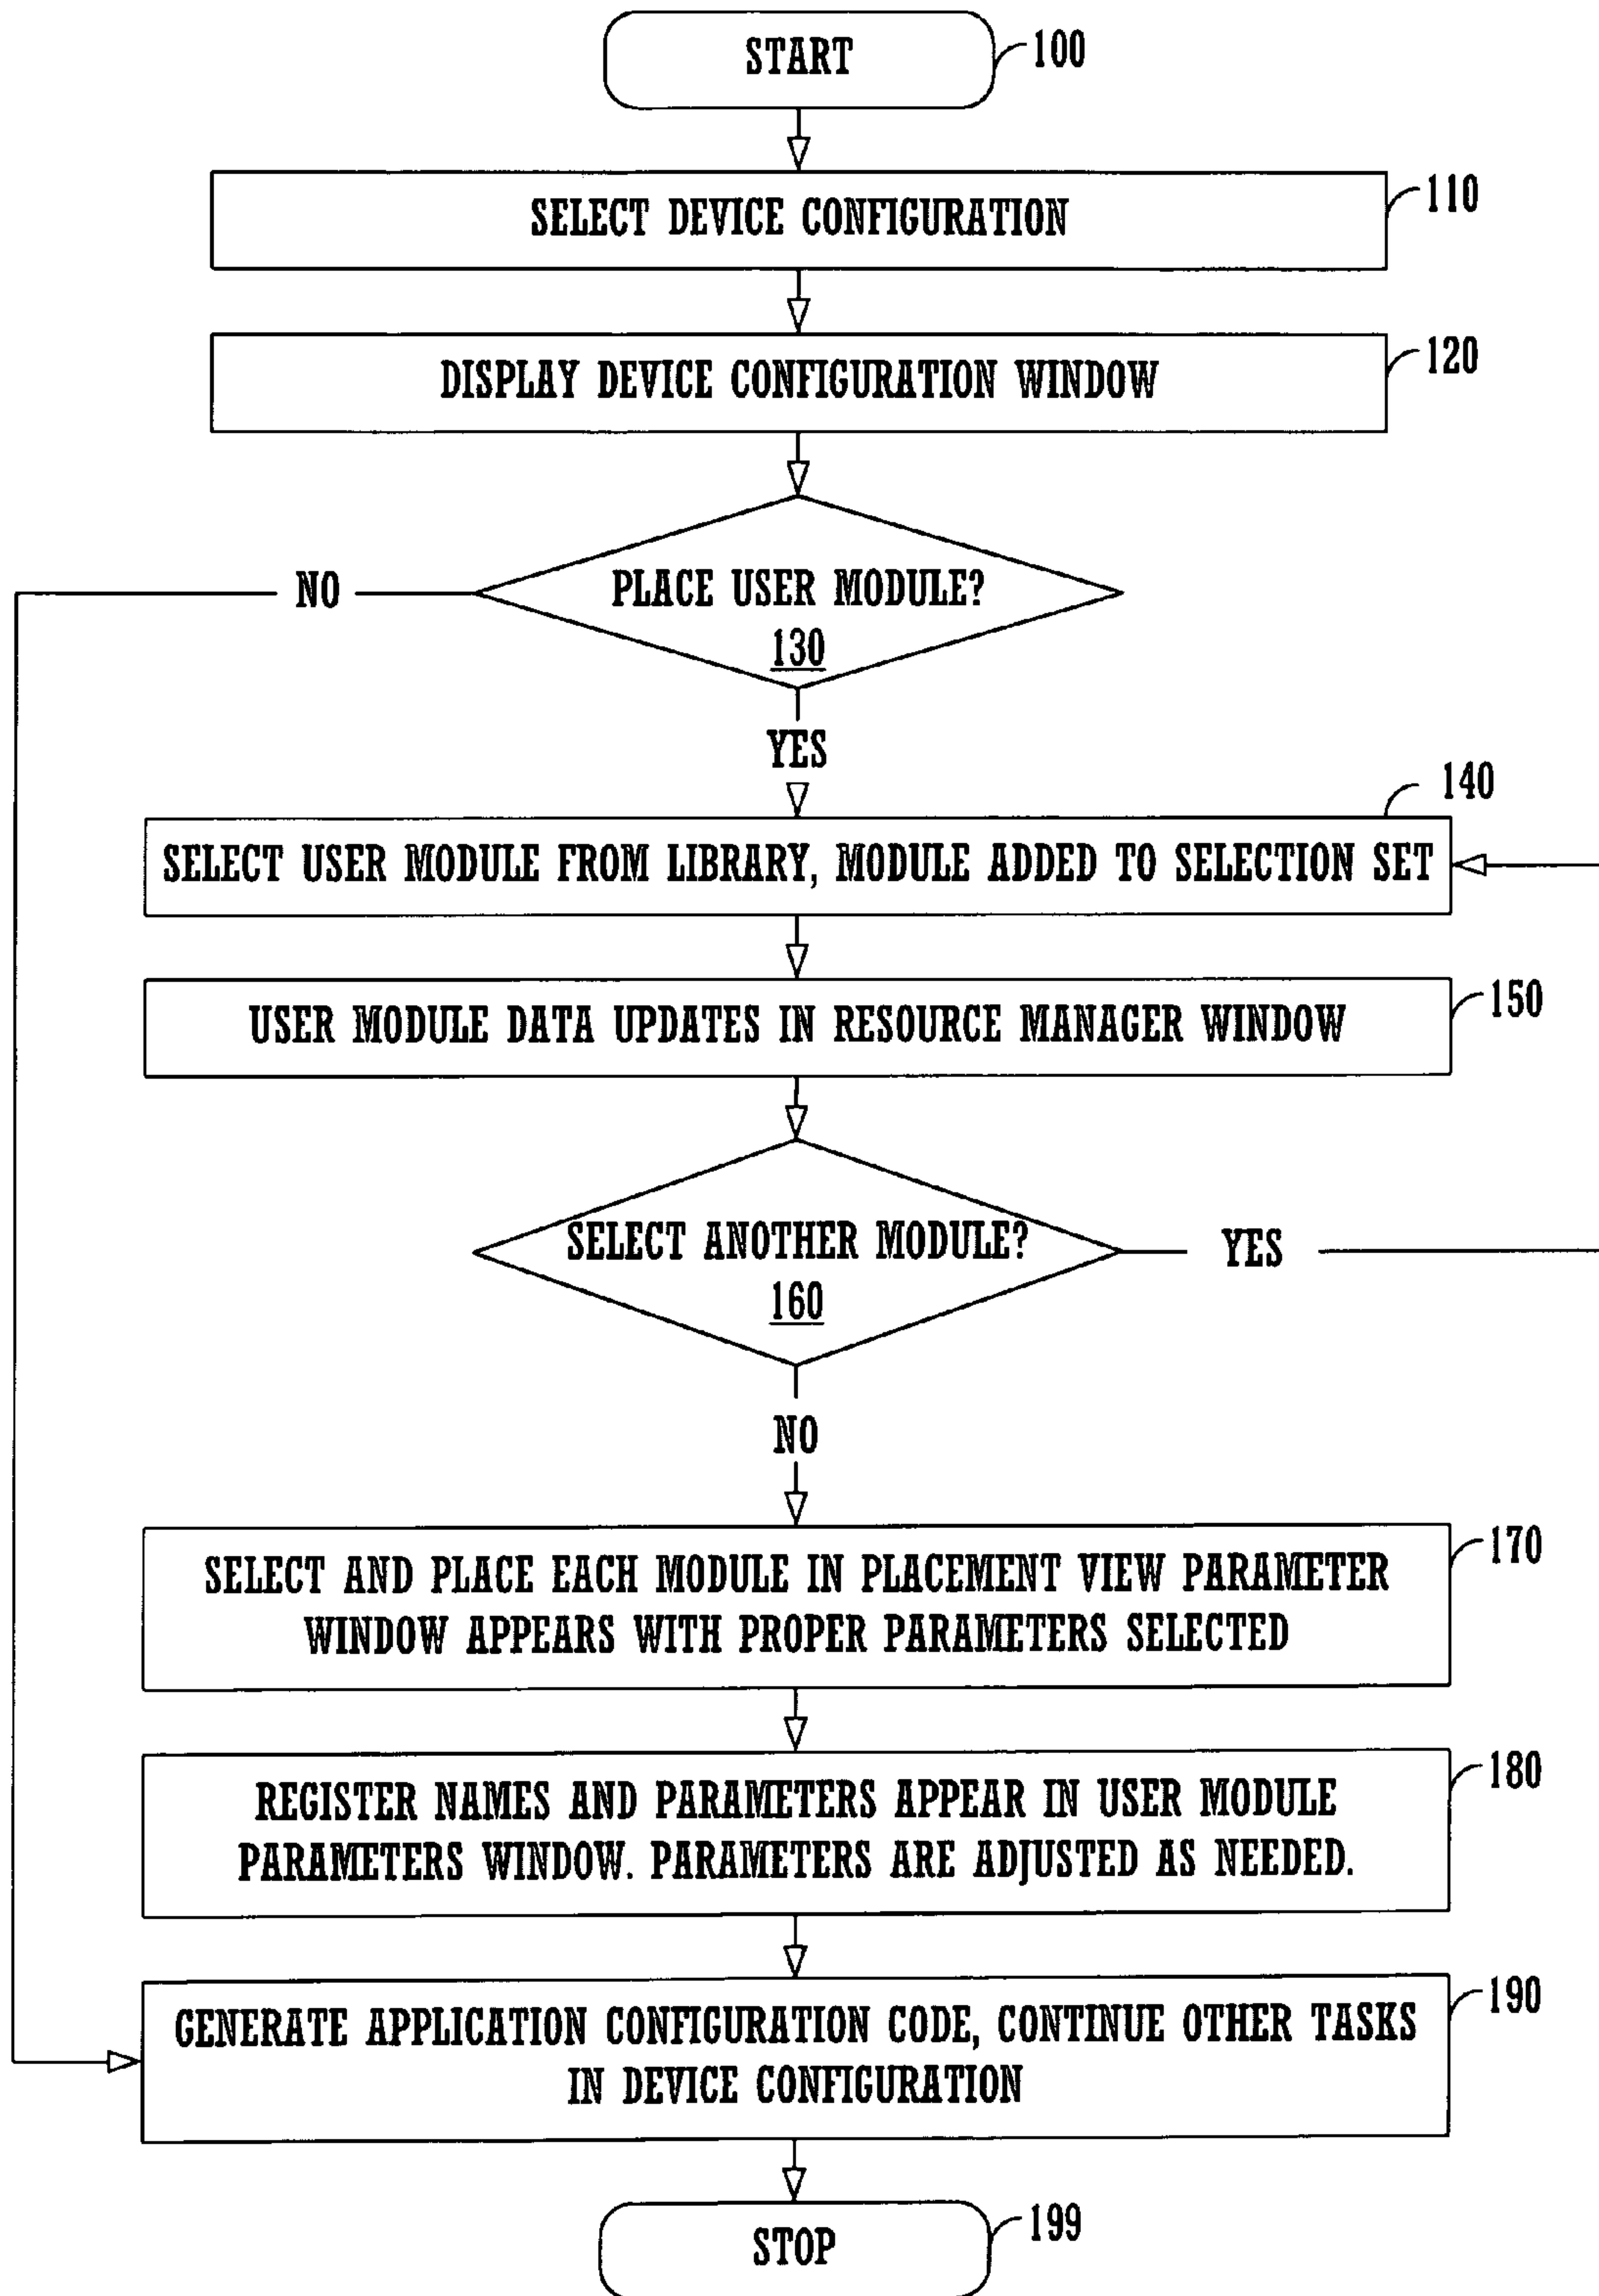 START
100
SELECT DEVICE CONFIGURATION
110
DISPLAY DEVICE CONFIGURATION WINDOW
120
NO
PLACE USER MODULE?
130
YES
140
SELECT USER MODULE FROM LIBRARY, MODULE ADDED TO SELECTION SET
USER MODULE DATA UPDATES IN RESOURCE MANAGER WINDOW
150
SELECT ANOTHER MODULE?
160
YES
NO
SELECT AND PLACE EACH MODULE IN PLACEMENT VIEW PARAMETER
WINDOW APPEARS WITH PROPER PARAMETERS SELECTED
170
REGISTER NAMES AND PARAMETERS APPEAR IN USER MODULE
PARAMETERS WINDOW. PARAMETERS ARE ADJUSTED AS NEEDED.
180
GENERATE APPLICATION CONFIGURATION CODE, CONTINUE OTHER TASKS
IN DEVICE CONFIGURATION
190
STOP
199